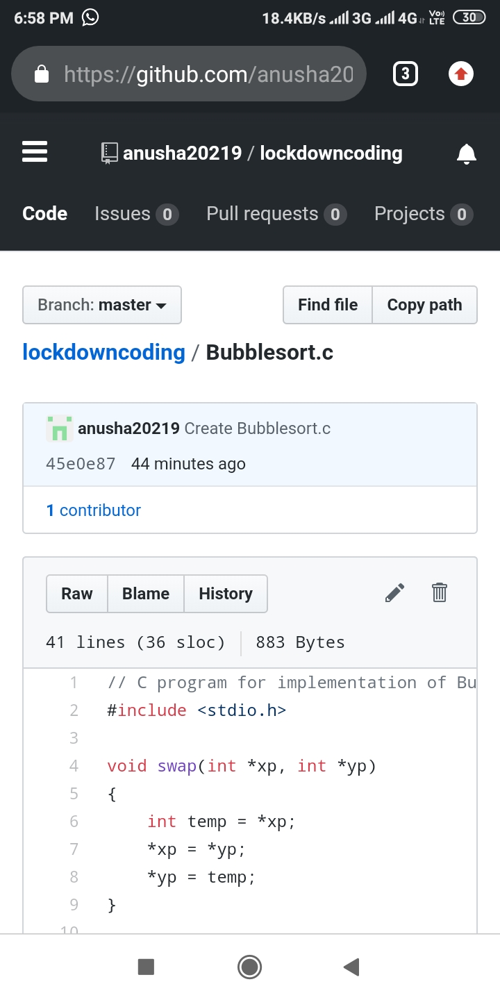 6:58 PM 18.4KB/s 3G 4G Vo)) LTE 30
https://github.com/anusha20 3
anusha20219 / lockdowncoding
Code Issues 0 Pull requests 0 Projects 0
Branch: master Find file Copy path
lockdowncoding / Bubblesort.c
anusha20219 Create Bubblesort.c
45e0e87 44 minutes ago
1 contributor
Raw Blame History
41 lines (36 sloc) 883 Bytes
1 // C program for implementation of Bu
2 #include <stdio.h>
3
4 void swap(int *xp, int *yp)
5 {
6 int temp = *xp;
7 *xp = *yp;
8 *yp = temp;
9 }
10